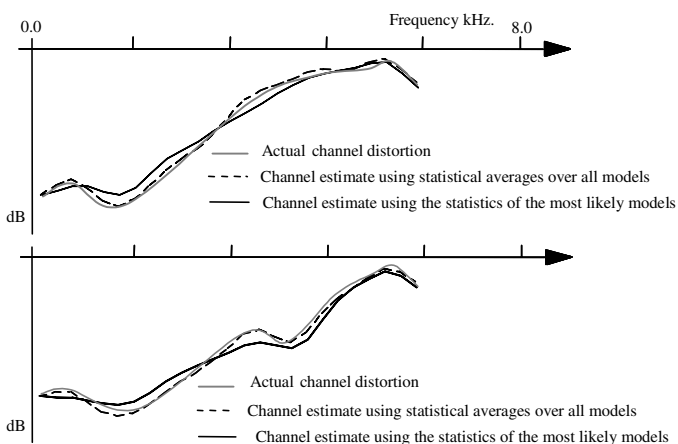 Frequency kHz.
0.0
8.0
Actual channel distortion
Channel estimate using statistical averages over all models
Channel estimate using the statistics of the most likely models
dB
Actual channel distortion
Channel estimate using statistical averages over all models
dB
Channel estimate using the statistics of the most likely models